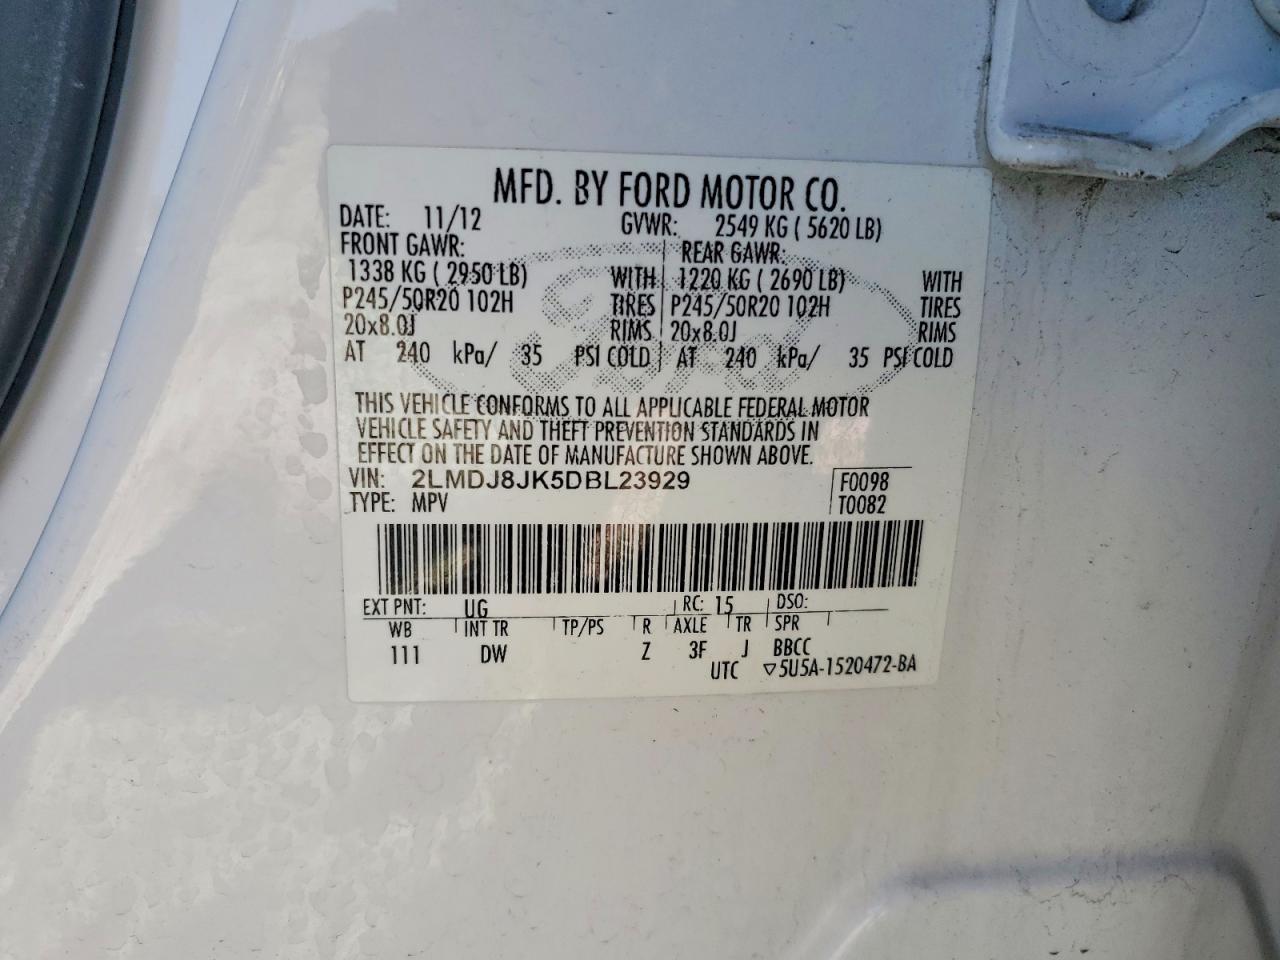 MFD. BY FORD MOTOR CO.
DATE: 11/12 GVWR: 2549 KG ( 5620 LB)
FRONT GAWR: REAR GAWR:
1338 KG ( 2950 LB) WITH 1220 KG ( 2690 LB) WITH
P245/50R20 102H TIRES P245/50R20 102H TIRES
20x8.0J RIMS 20x8.0J RIMS
AT 240 kPa/ 35 PSI COLD AT 240 kPa/ 35 PSI COLD
THIS VEHICLE CONFORMS TO ALL APPLICABLE FEDERAL MOTOR
VEHICLE SAFETY AND THEFT PREVENTION STANDARDS IN
EFFECT ON THE DATE OF MANUFACTURE SHOWN ABOVE.
VIN: 2LMDJ8JK5DBL23929 F0098
TYPE: MPV T0082
EXT PNT: UG RC: 15 DSO:
WB INT TR TP/PS R AXLE TR SPR
111 DW Z 3F J BBCC
UTC ▽5U5A-1520472-BA